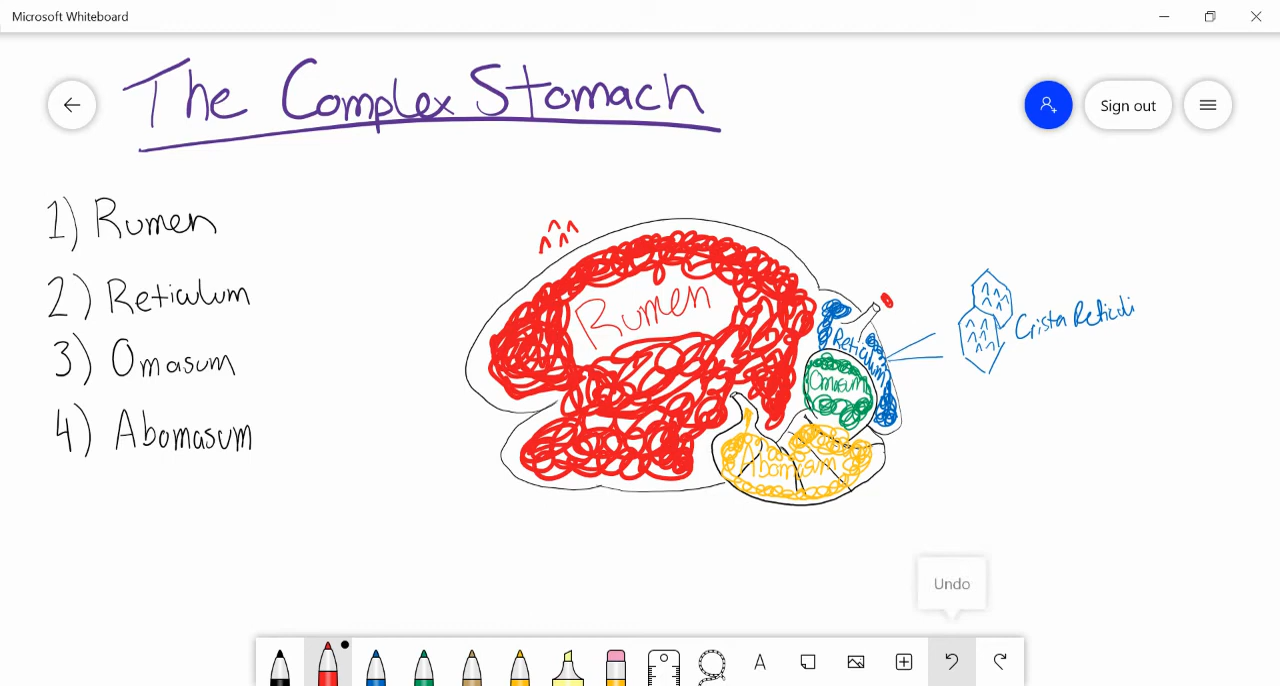 Microsoft Whiteboard
The Complex Stomach
Sign out
1) Rumen
2) Reticulum
3) Omasum
4) Abomasum
Rumen
Reticulum
Omasum
Abomasum
Crista Reticuli
Undo